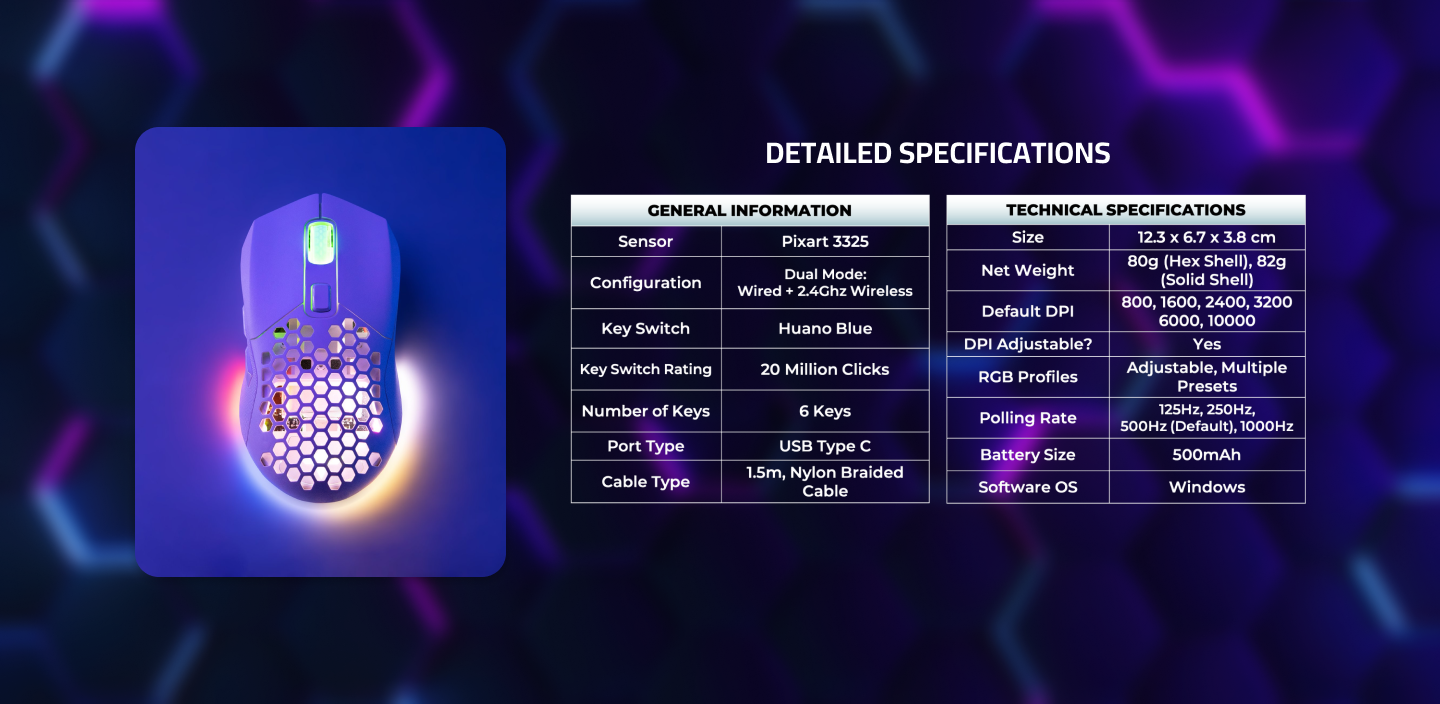 DETAILED SPECIFICATIONS
GENERAL INFORMATION
Sensor
Pixart 3325
Configuration
Dual Mode:
Wired + 2.4Ghz Wireless
Key Switch
Huano Blue
Key Switch Rating
20 Million Clicks
Number of Keys
6 Keys
Port Type
USB Type C
Cable Type
1.5m, Nylon Braided
Cable
TECHNICAL SPECIFICATIONS
Size
12.3 x 6.7 x 3.8 cm
Net Weight
80g (Hex Shell), 82g
(Solid Shell)
Default DPI
800, 1600, 2400, 3200
6000, 10000
DPI Adjustable?
Yes
RGB Profiles
Adjustable, Multiple
Presets
Polling Rate
125Hz, 250Hz,
500Hz (Default), 1000Hz
Battery Size
500mAh
Software OS
Windows